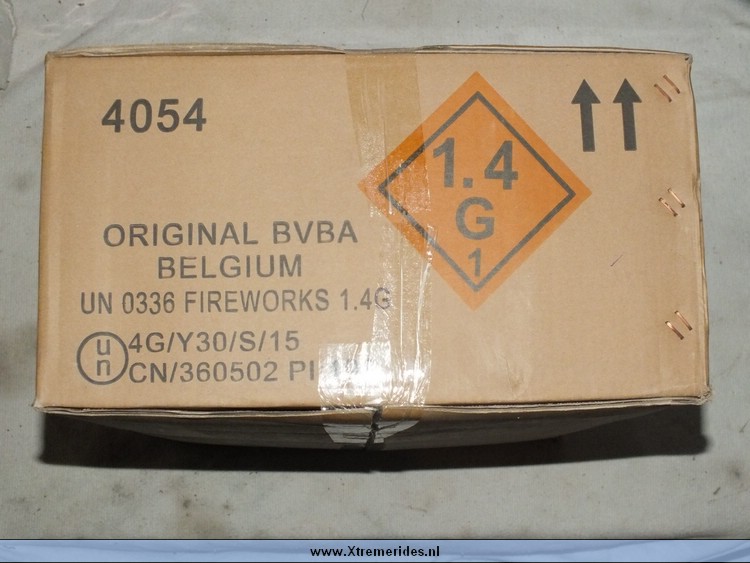 4054
1.4
G
1
ORIGINAL BVBA
BELGIUM
UN 0336 FIREWORKS 1.4G
un
4G/Y30/S/15
CN/360502 PI
www.Xtremerides.nl